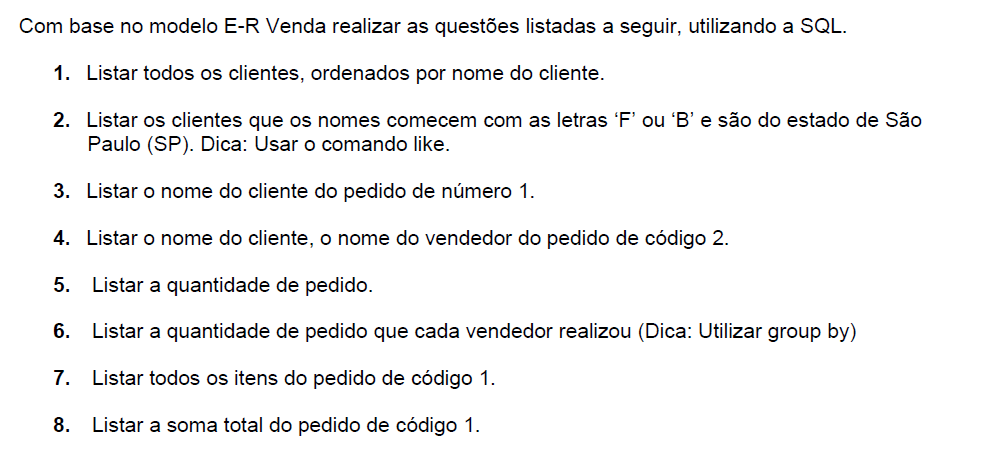 Com base no modelo E-R Venda realizar as questões listadas a seguir, utilizando a SQL.
1. Listar todos os clientes, ordenados por nome do cliente.
2. Listar os clientes que os nomes comecem com as letras ‘F’ ou ‘B’ e são do estado de São
Paulo (SP). Dica: Usar o comando like.
3. Listar o nome do cliente do pedido de número 1.
4. Listar o nome do cliente, o nome do vendedor do pedido de código 2.
5. Listar a quantidade de pedido.
6. Listar a quantidade de pedido que cada vendedor realizou (Dica: Utilizar group by)
7. Listar todos os itens do pedido de código 1.
8. Listar a soma total do pedido de código 1.